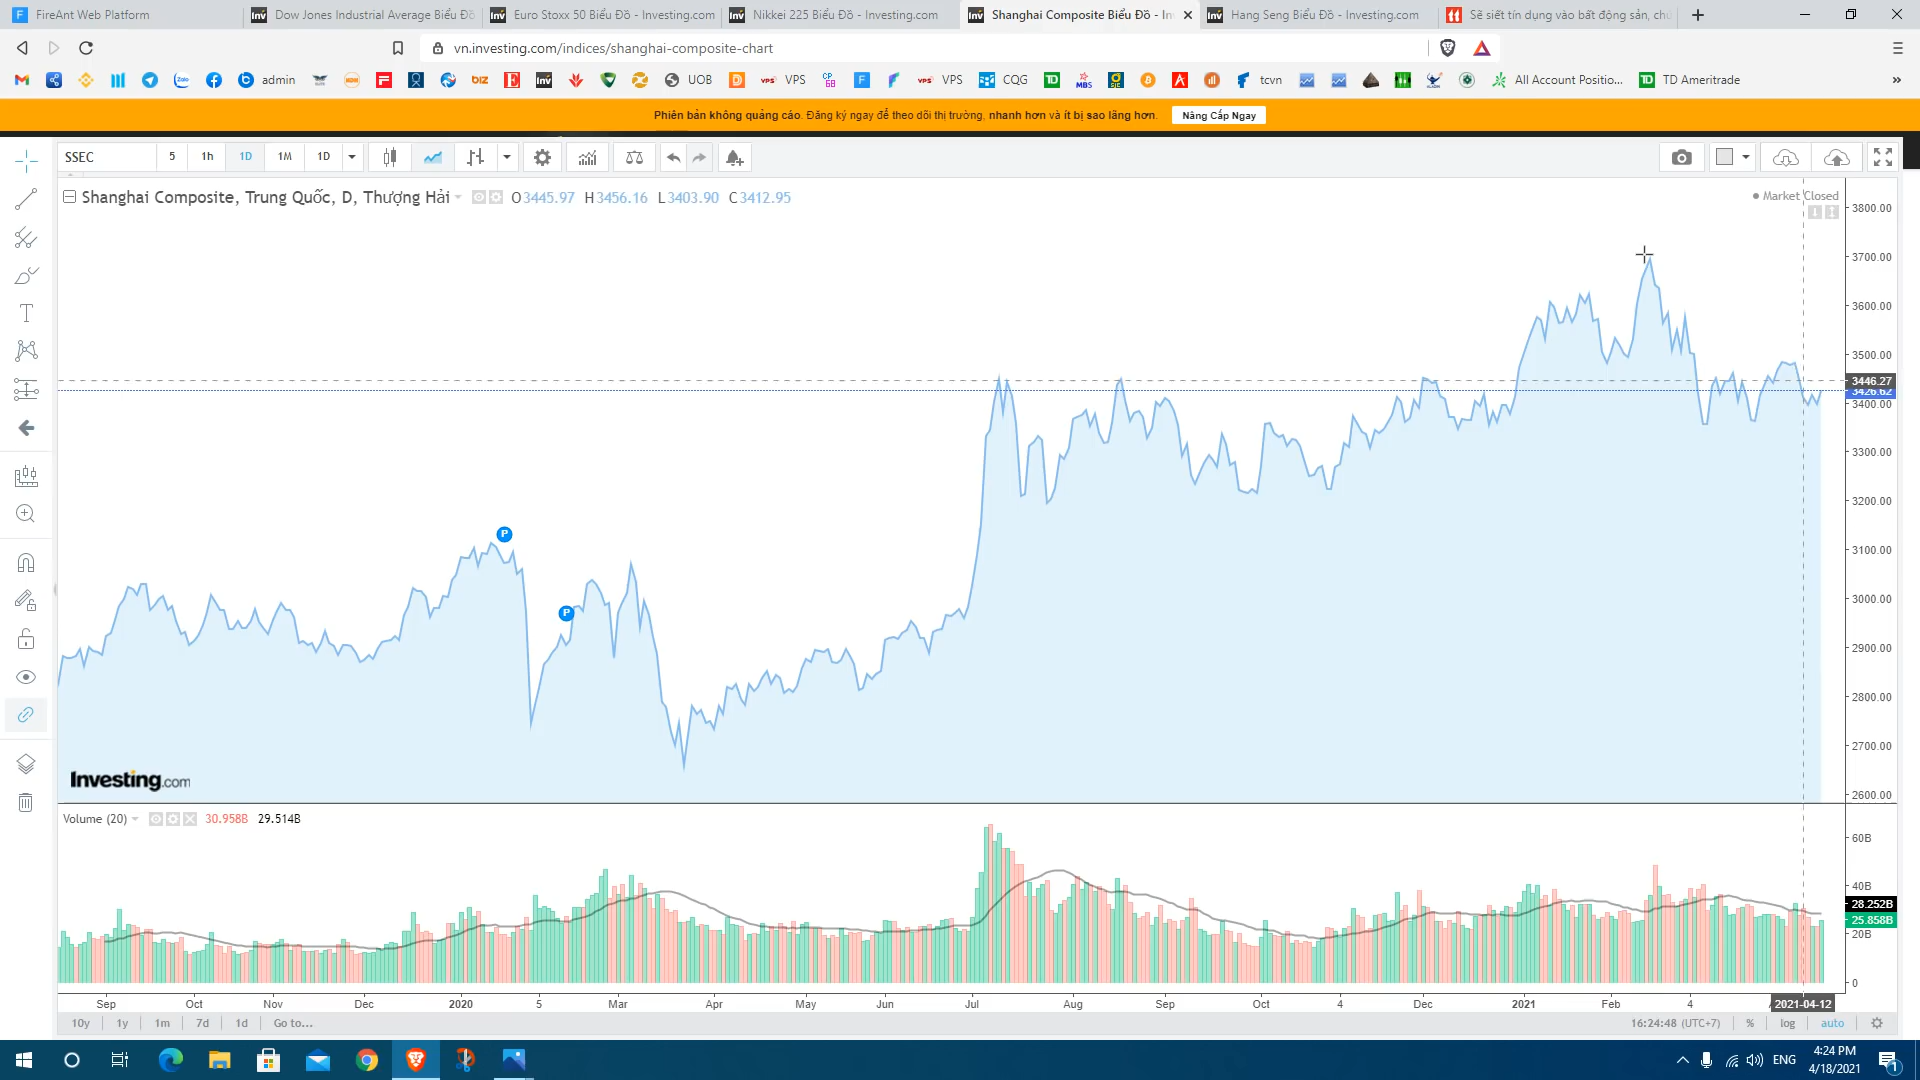 FireAnt Web Platform
Dow Jones Industrial Average Biểu Đồ
Euro Stoxx 50 Biểu Đồ - Investing.com
Nikkei 225 Biểu Đồ - Investing.com
Shanghai Composite Biểu Đồ - In
Hang Seng Biểu Đồ - Investing.com
Sẽ siết tín dụng vào bất động sản, chứ
vn.investing.com/indices/shanghai-composite-chart
admin
UOB
VPS
CQG
VPS
tcvn
All Account Positio...
TD Ameritrade
Phiên bản không quảng cáo. Đăng ký ngay để theo dõi thị trường, nhanh hơn và ít bị sao lãng hơn.
Nâng Cấp Ngay
SSEC 5 1h 1D 1M 1D
Shanghai Composite, Trung Quốc, D, Thượng Hải O3445.97 H3456.16 L3403.90 C3412.95
Market Closed
3800.00
3700.00
3600.00
3500.00
3446.27
3426.62
3400.00
3300.00
3200.00
3100.00
3000.00
2900.00
2800.00
2700.00
2600.00
P
P
Investing.com
Volume (20) 30.958B 29.514B
60B
40B
28.252B
25.858B
20B
0
Sep Oct Nov Dec 2020 5 Mar Apr May Jun Jul Aug Sep Oct 4 Dec 2021 Feb 4 2021-04-12
10y 1y 1m 7d 1d Go to... 16:24:48 (UTC+7) % log auto
ENG
4:24 PM
4/18/2021
1